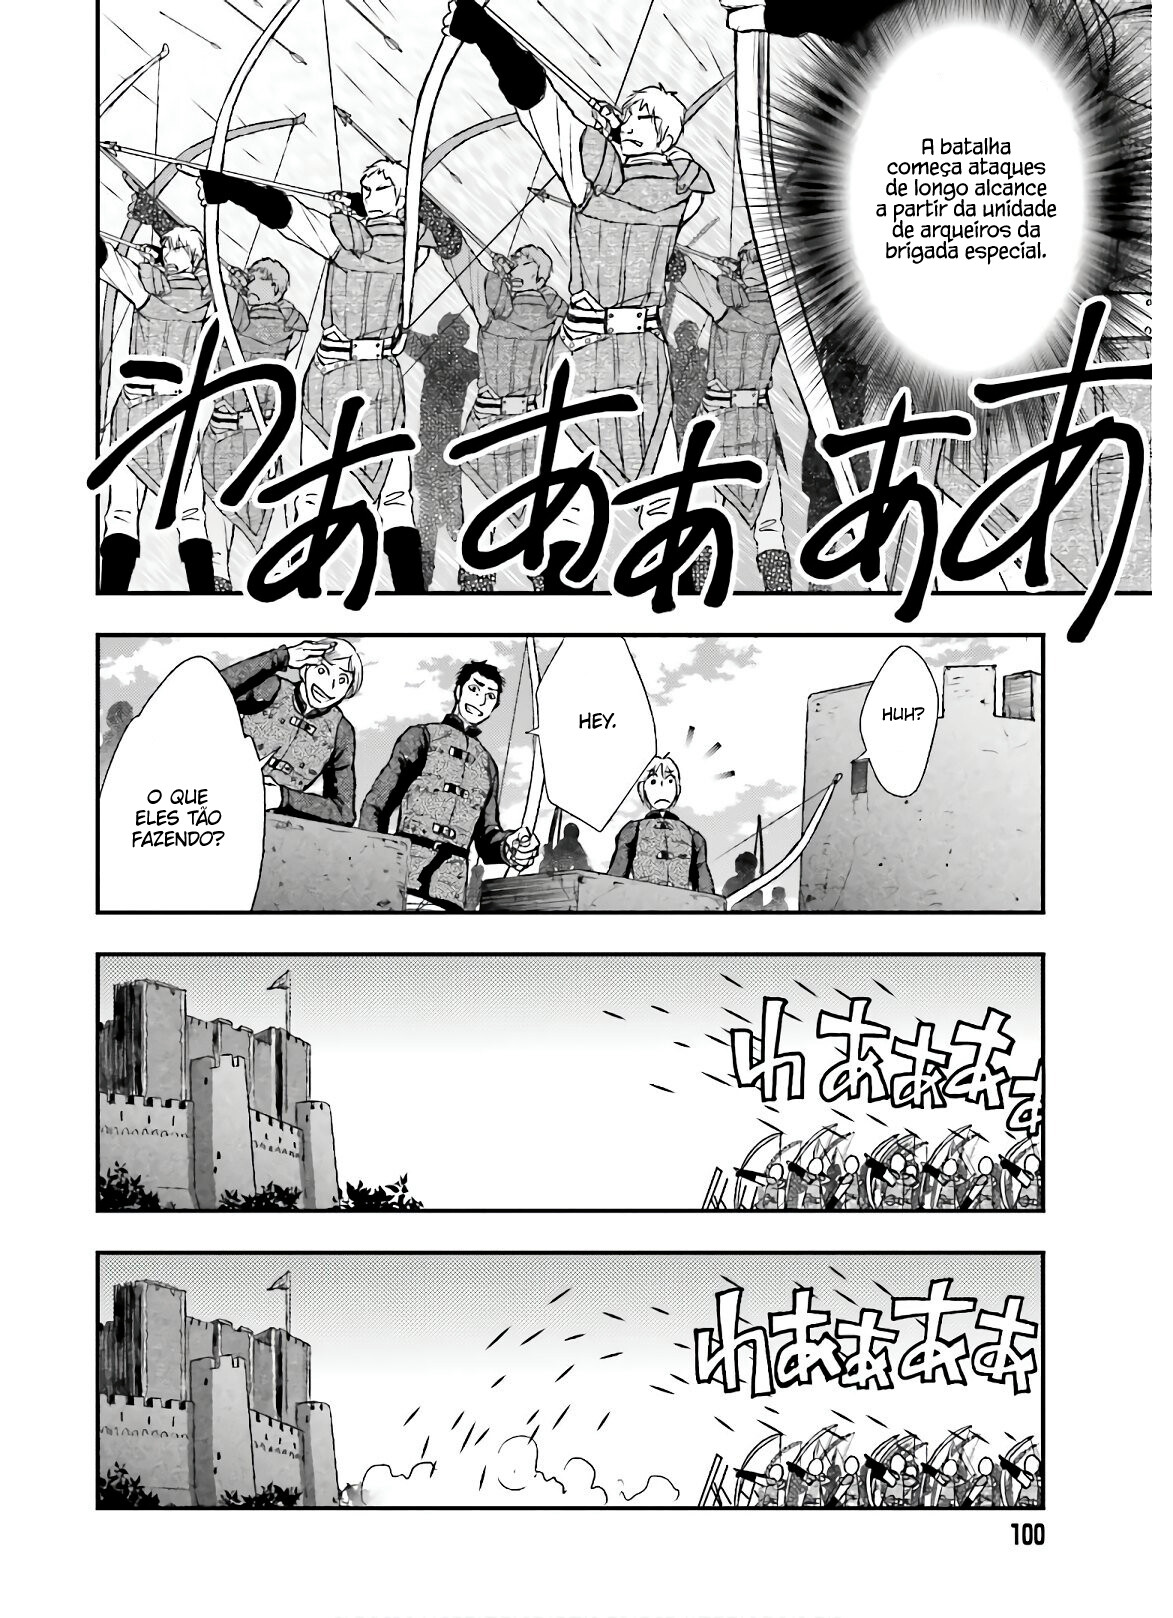 A batalha
começa ataques
de longo alcance
a partir da unidade
de arqueiros da
brigada especial.
わあああああ
HUH?
HEY.
O QUE
ELES TÃO
FAZENDO?
わああああ
わあああああ
100